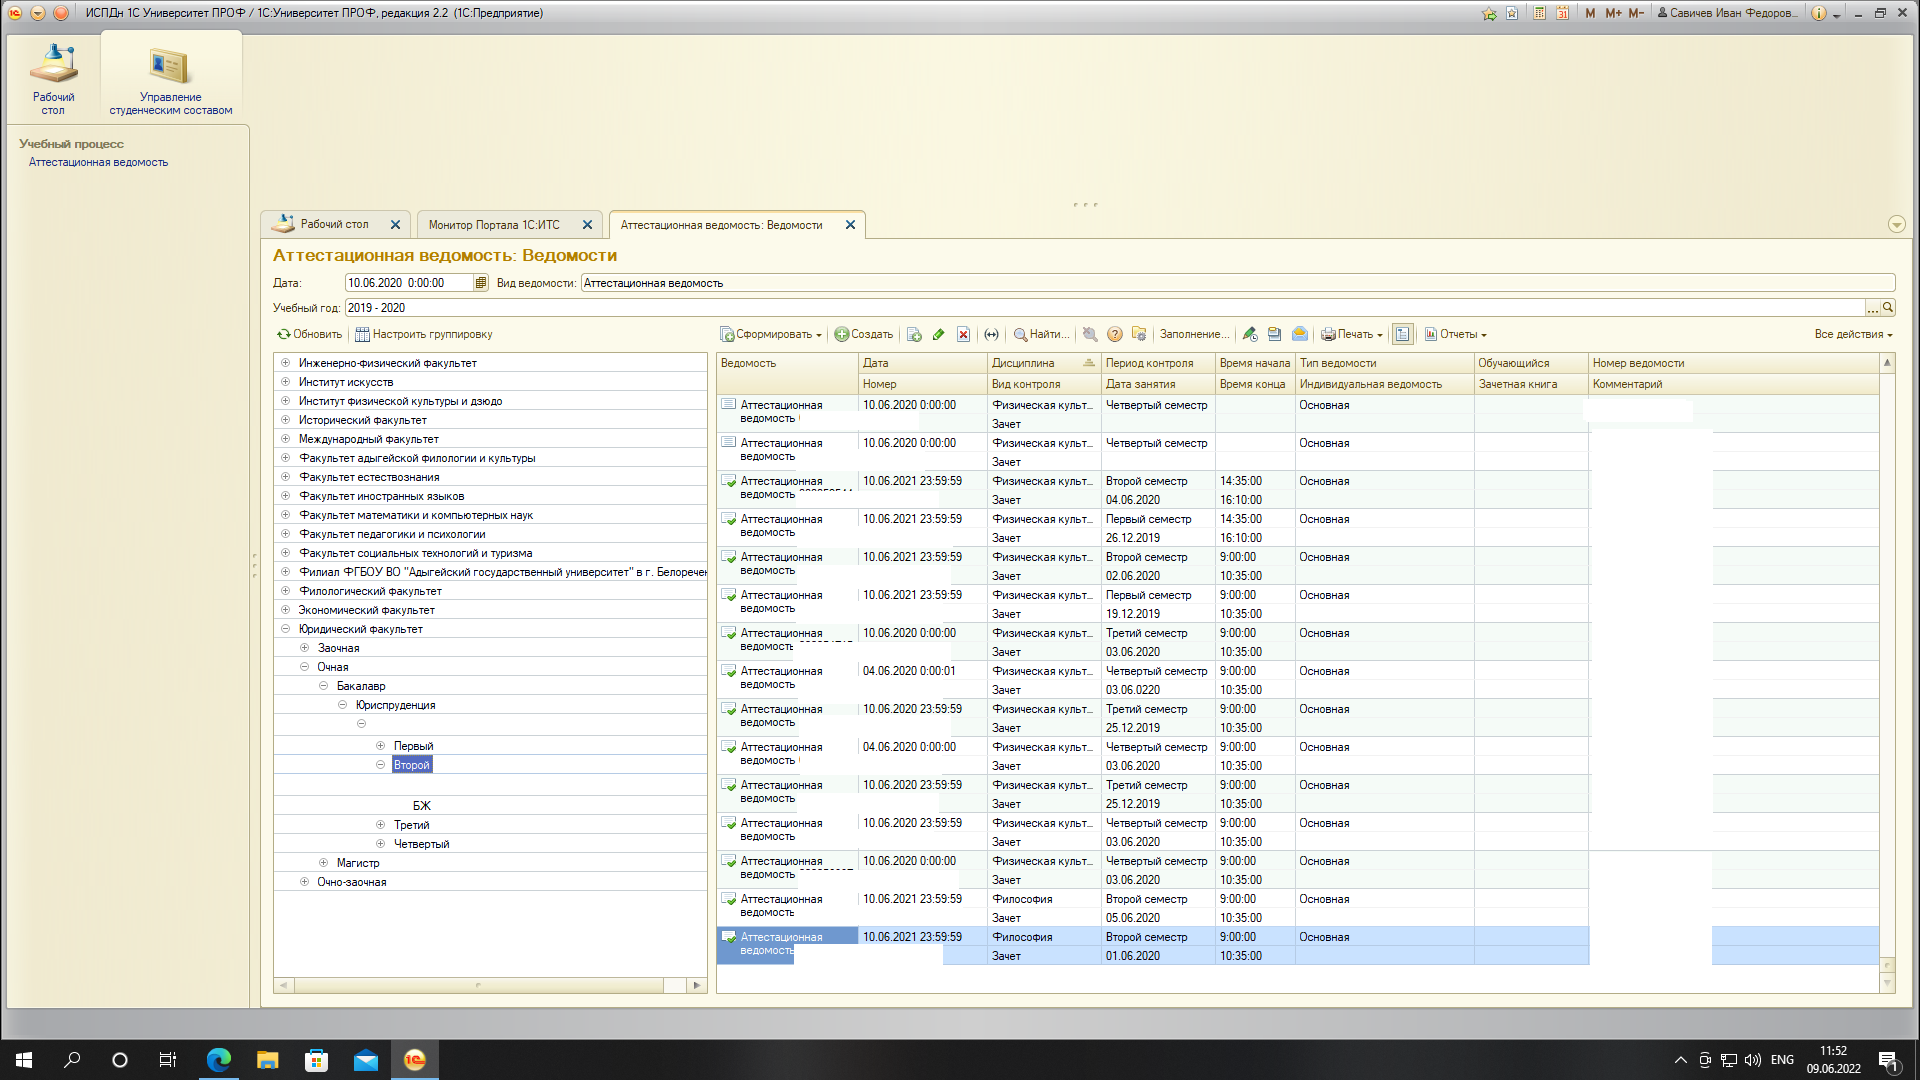 ИСПДн 1С Университет ПРОФ / 1С:Университет ПРОФ, редакция 2.2 (1С:Предприятие)
M M+ M- Савичев Иван Федоров...
Рабочий стол
Управление студенческим составом
Учебный процесс
Аттестационная ведомость
Рабочий стол
Монитор Портала 1С:ИТС
Аттестационная ведомость: Ведомости
Аттестационная ведомость: Ведомости
Дата: 10.06.2020 0:00:00 Вид ведомости: Аттестационная ведомость
Учебный год: 2019 - 2020
Обновить Настроить группировку
Сформировать Создать Найти... Заполнение... Печать Отчеты Все действия
Инженерно-физический факультет
Институт искусств
Институт физической культуры и дзюдо
Исторический факультет
Международный факультет
Факультет адыгейской филологии и культуры
Факультет естествознания
Факультет иностранных языков
Факультет математики и компьютерных наук
Факультет педагогики и психологии
Факультет социальных технологий и туризма
Филиал ФГБОУ ВО "Адыгейский государственный университет" в г. Белоречен
Филологический факультет
Экономический факультет
Юридический факультет
Заочная
Очная
Бакалавр
Юриспруденция
Первый
Второй
БЖ
Третий
Четвертый
Магистр
Очно-заочная
Ведомость Дата Дисциплина Период контроля Время начала Тип ведомости Обучающийся Номер ведомости
Номер Вид контроля Дата занятия Время конца Индивидуальная ведомость Зачетная книга Комментарий
Аттестационная 10.06.2020 0:00:00 Физическая культ... Четвертый семестр Основная
ведомость Зачет
Аттестационная 10.06.2020 0:00:00 Физическая культ... Четвертый семестр Основная
ведомость Зачет
Аттестационная 10.06.2021 23:59:59 Физическая культ... Второй семестр 14:35:00 Основная
ведомость Зачет 04.06.2020 16:10:00
Аттестационная 10.06.2021 23:59:59 Физическая культ... Первый семестр 14:35:00 Основная
ведомость Зачет 26.12.2019 16:10:00
Аттестационная 10.06.2021 23:59:59 Физическая культ... Второй семестр 9:00:00 Основная
ведомость Зачет 02.06.2020 10:35:00
Аттестационная 10.06.2021 23:59:59 Физическая культ... Первый семестр 9:00:00 Основная
ведомость Зачет 19.12.2019 10:35:00
Аттестационная 10.06.2020 0:00:00 Физическая культ... Третий семестр 9:00:00 Основная
ведомость Зачет 03.06.2020 10:35:00
Аттестационная 04.06.2020 0:00:01 Физическая культ... Четвертый семестр 9:00:00 Основная
ведомость Зачет 03.06.0220 10:35:00
Аттестационная 10.06.2020 23:59:59 Физическая культ... Третий семестр 9:00:00 Основная
ведомость Зачет 25.12.2019 10:35:00
Аттестационная 04.06.2020 0:00:00 Физическая культ... Четвертый семестр 9:00:00 Основная
ведомость Зачет 03.06.2020 10:35:00
Аттестационная 10.06.2020 23:59:59 Физическая культ... Третий семестр 9:00:00 Основная
ведомость Зачет 25.12.2019 10:35:00
Аттестационная 10.06.2020 23:59:59 Физическая культ... Четвертый семестр 9:00:00 Основная
ведомость Зачет 03.06.2020 10:35:00
Аттестационная 10.06.2020 0:00:00 Физическая культ... Четвертый семестр 9:00:00 Основная
ведомость Зачет 03.06.2020 10:35:00
Аттестационная 10.06.2021 23:59:59 Философия Второй семестр 9:00:00 Основная
ведомость Зачет 05.06.2020 10:35:00
Аттестационная 10.06.2021 23:59:59 Философия Второй семестр 9:00:00 Основная
ведомость Зачет 01.06.2020 10:35:00
ENG 11:52
09.06.2022
1